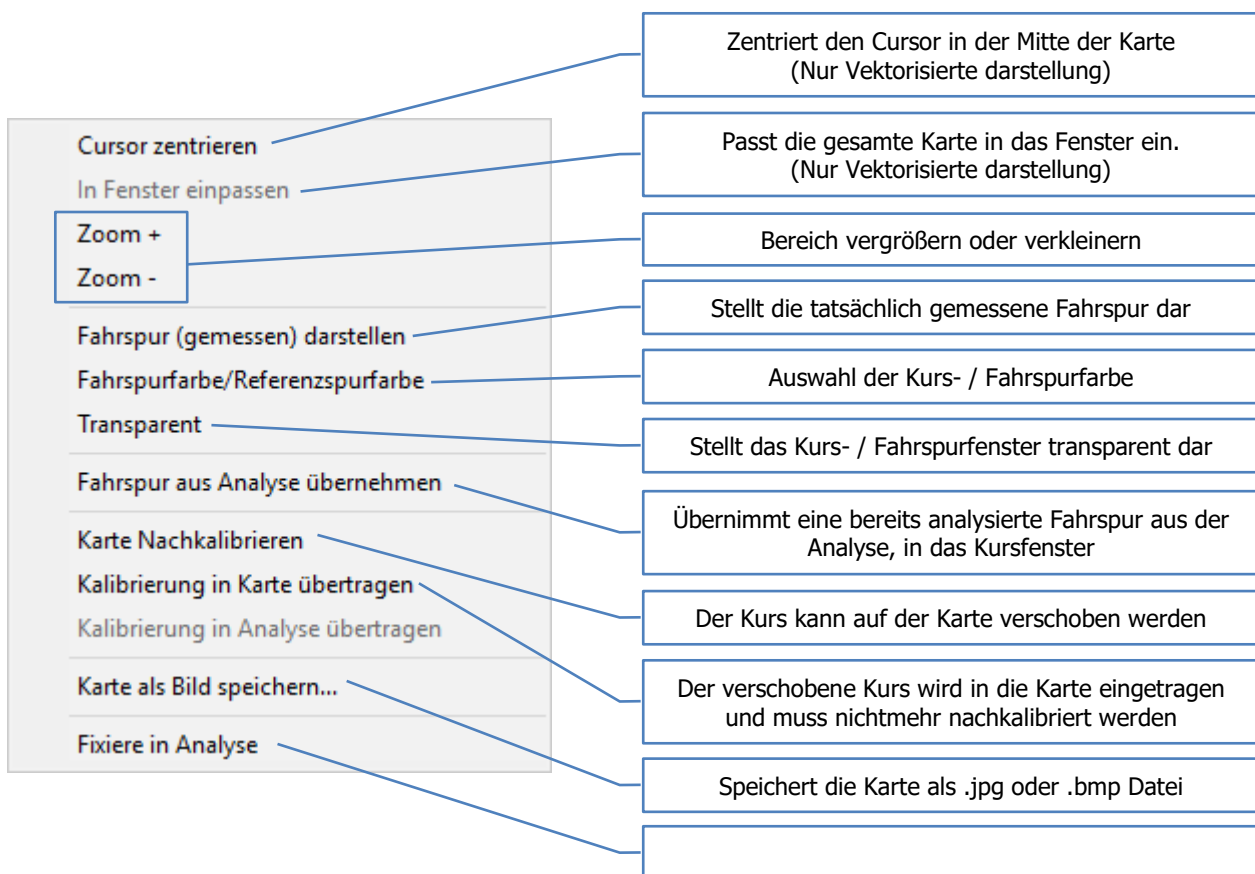 Cursor zentrieren
In Fenster einpassen
Zoom +
Zoom -
Fahrspur (gemessen) darstellen
Fahrspurfarbe/Referenzspurfarbe
Transparent
Fahrspur aus Analyse übernehmen
Karte Nachkalibrieren
Kalibrierung in Karte übertragen
Kalibrierung in Analyse übertragen
Karte als Bild speichern...
Fixiere in Analyse
Zentriert den Cursor in der Mitte der Karte
(Nur Vektorisierte darstellung)
Passt die gesamte Karte in das Fenster ein.
(Nur Vektorisierte darstellung)
Bereich vergrößern oder verkleinern
Stellt die tatsächlich gemessene Fahrspur dar
Auswahl der Kurs- / Fahrspurfarbe
Stellt das Kurs- / Fahrspurfenster transparent dar
Übernimmt eine bereits analysierte Fahrspur aus der
Analyse, in das Kursfenster
Der Kurs kann auf der Karte verschoben werden
Der verschobene Kurs wird in die Karte eingetragen
und muss nichtmehr nachkalibriert werden
Speichert die Karte als .jpg oder .bmp Datei